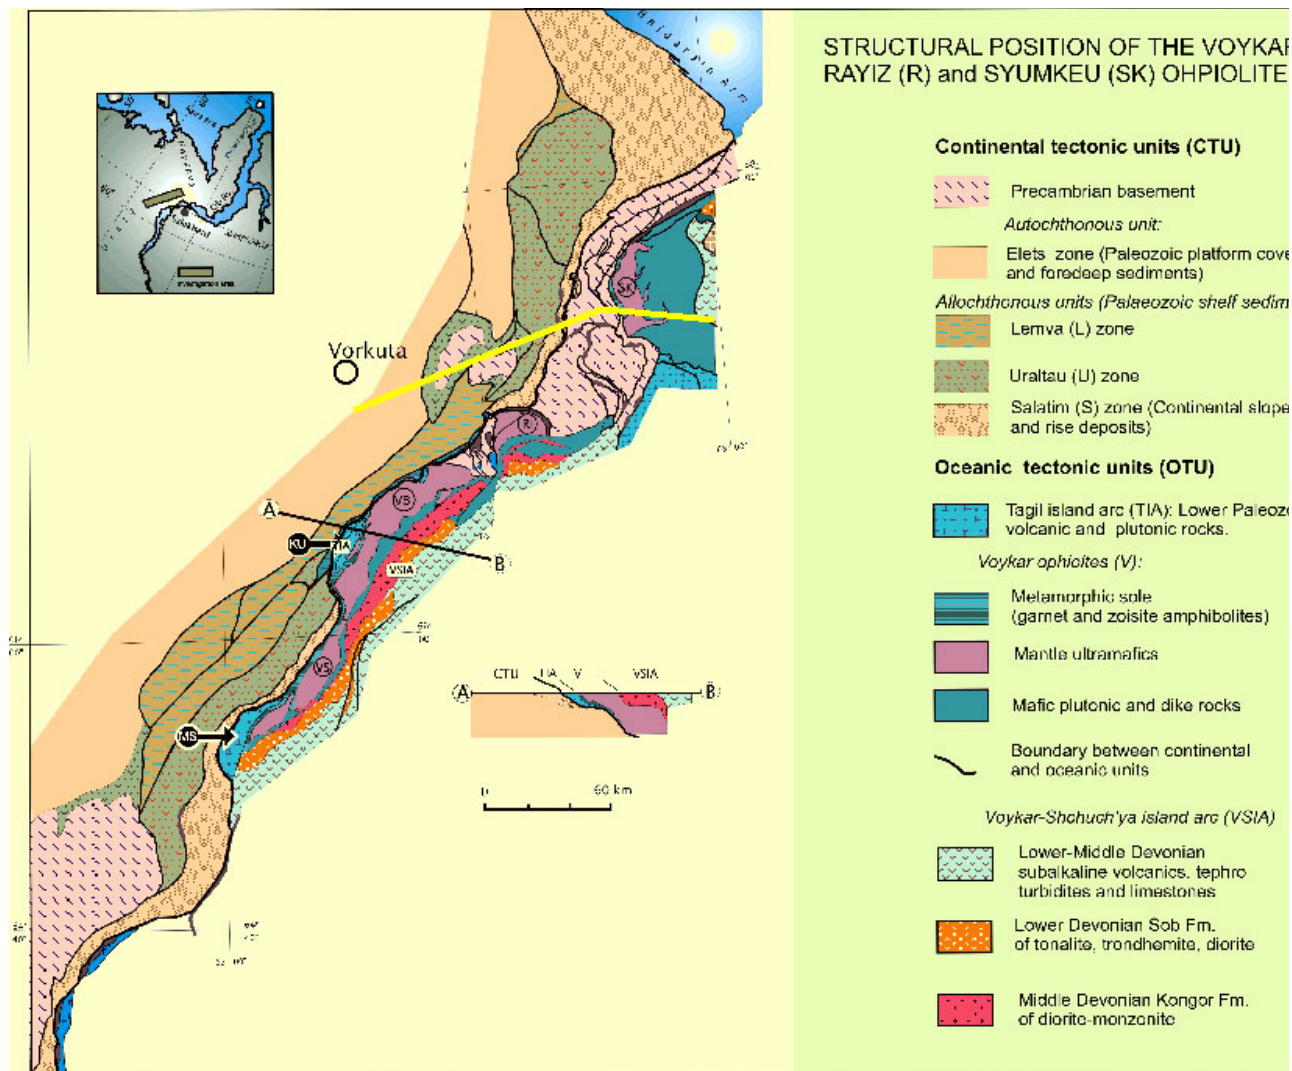 STRUCTURAL POSITION OF THE VOYKAR
RAYIZ (R) and SYUMKEU (SK) OHPIOLITE
Continental tectonic units (CTU)
Precambrian basement
Autochthonous unit:
Elets zone (Paleozoic platform cove
and foredeep sediments)
Allochthonous units (Palaeozoic shelf sedim
Lemva (L) zone
Uraltau (U) zone
Salatim (S) zone (Continental slope
and rise deposits)
Oceanic tectonic units (OTU)
Tagil island arc (TIA): Lower Paleozo
volcanic and plutonic rocks.
Voykar ophiolites (V):
Metamorphic sole
(garnet and zoisite amphibolites)
Mantle ultramafics
Mafic plutonic and dike rocks
Boundary between continental
and oceanic units
Voykar-Shchuch'ya island arc (VSIA)
Lower-Middle Devonian
subalkaline volcanics, tephro
turbidites and limestones
Lower Devonian Sob Fm.
of tonalite, trondhemite, diorite
Middle Devonian Kongor Fm.
of diorite-monzonite
Vorkuta
SK
R
VB
A
KU
TIA
B
VSIA
VS
MS
CTU TIA V VSIA
A B
0 60 km